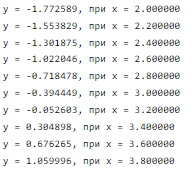 y = -1.772589, при x = 2.000000
y = -1.553829, при x = 2.200000
y = -1.301875, при x = 2.400000
y = -1.022046, при x = 2.600000
y = -0.718478, при x = 2.800000
y = -0.394449, при x = 3.000000
y = -0.052603, при x = 3.200000
y = 0.304898, при x = 3.400000
y = 0.676265, при x = 3.600000
y = 1.059996, при x = 3.800000